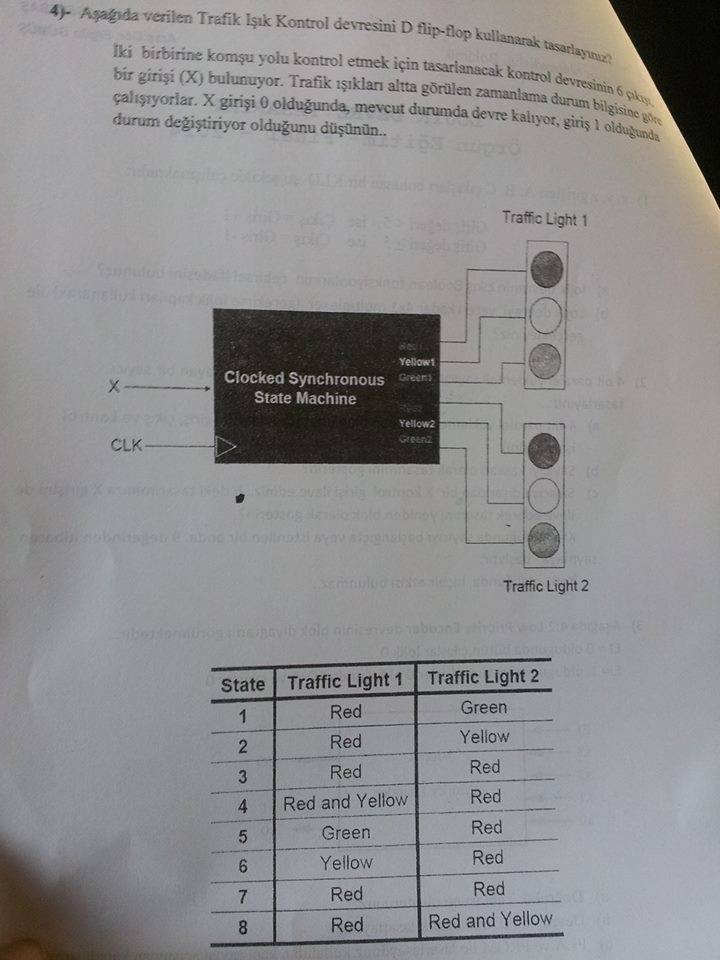 4)- Aşağıda verilen Trafik Işık Kontrol devresini D flip-flop kullanarak tasarlayınız?
İki birbirine komşu yolu kontrol etmek için tasarlanacak kontrol devresinin 6 çıkışı,
bir girişi (X) bulunuyor. Trafik ışıkları altta görülen zamanlama durum bilgisine göre
çalışıyorlar. X girişi 0 olduğunda, mevcut durumda devre kalıyor, giriş 1 olduğunda
durum değiştiriyor olduğunu düşünün..
Traffic Light 1
Yellow1
Green1
Clocked Synchronous
State Machine
X
Yellow2
Green2
CLK
Traffic Light 2
State Traffic Light 1 Traffic Light 2
1 Red Green
2 Red Yellow
3 Red Red
4 Red and Yellow Red
5 Green Red
6 Yellow Red
7 Red Red
8 Red Red and Yellow